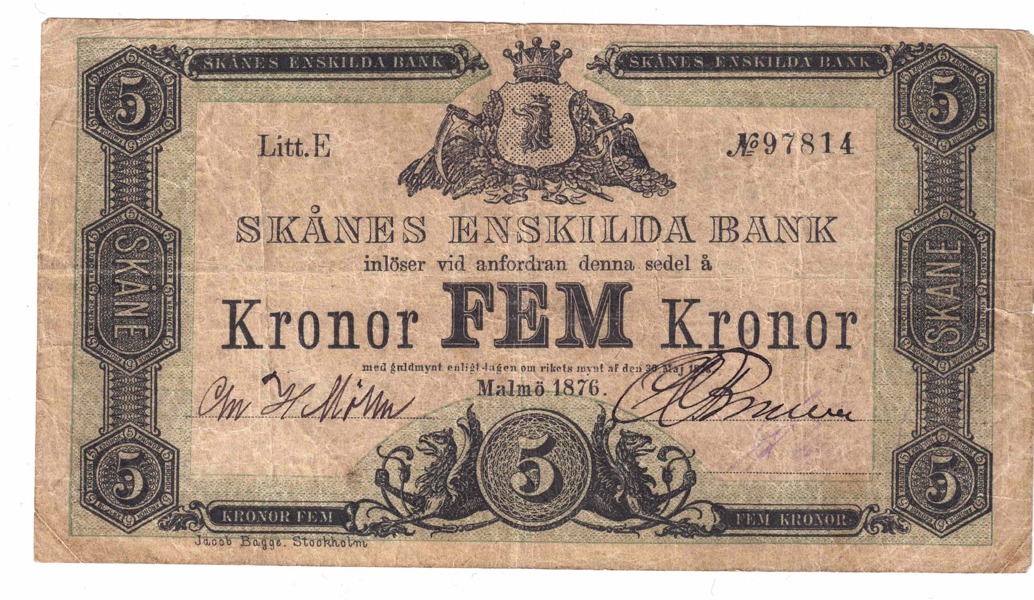 SKÅNES ENSKILDA BANK
SKÅNES ENSKILDA BANK
5
5
Litt. E
№ 97814
SKÅNES ENSKILDA BANK
inlöser vid anfordran denna sedel å
Kronor FEM Kronor
med guldmynt enligt lagen om rikets mynt af den 30 Maj
Malmö 1876.
SKÅNE
SKÅNE
5
5
5
KRONOR FEM
FEM KRONOR
Jacob Bagge. Stockholm